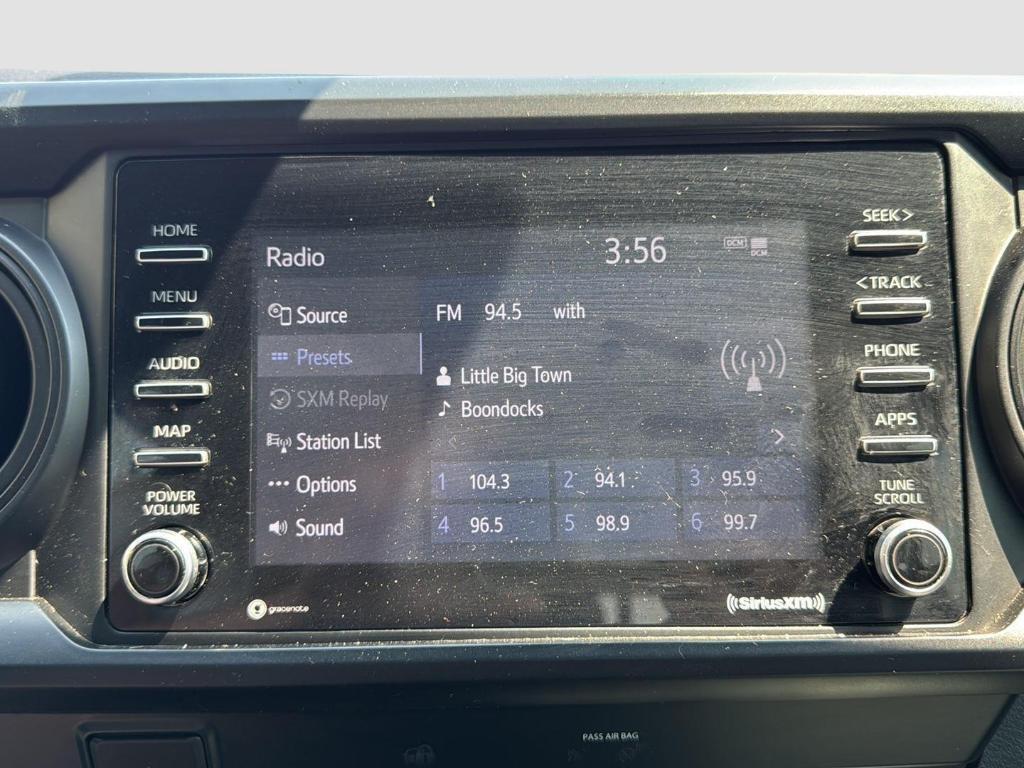 HOME
MENU
AUDIO
MAP
POWER
VOLUME
Radio
3:56
DCM
DCM
Source
Presets
SXM Replay
Station List
Options
Sound
FM 94.5 with
Little Big Town
Boondocks
1 104.3 2 94.1 3 95.9
4 96.5 5 98.9 6 99.7
SEEK>
<TRACK
PHONE
APPS
TUNE
SCROLL
gracenote
((SiriusXM))
PASS AIR BAG